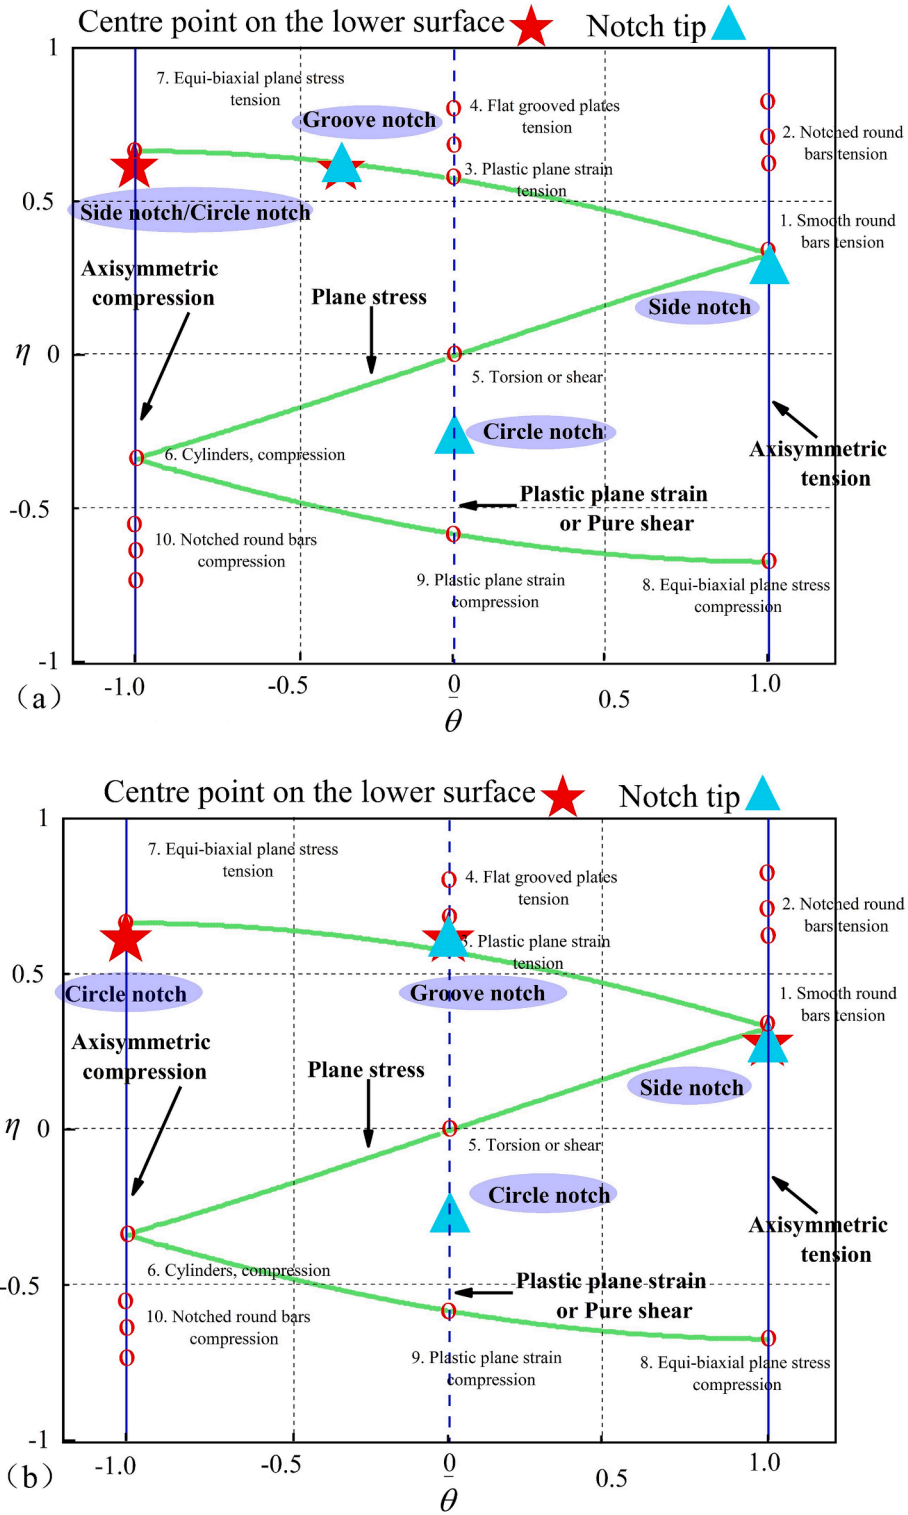 Centre point on the lower surface Notch tip
1
7. Equi-biaxial plane stress
tension
Groove notch
4. Flat grooved plates
tension
2. Notched round
bars tension
3. Plastic plane strain
tension
0.5
Side notch/Circle notch
1. Smooth round
bars tension
Axisymmetric
compression
Plane stress
Side notch
η 0
5. Torsion or shear
Circle notch
6. Cylinders, compression
Axisymmetric
tension
Plastic plane strain
or Pure shear
-0.5
10. Notched round bars
compression
9. Plastic plane strain
compression
8. Equi-biaxial plane stress
compression
-1
(a)
-1.0 -0.5 0 0.5 1.0
θ̄
Centre point on the lower surface Notch tip
1
7. Equi-biaxial plane stress
tension
4. Flat grooved plates
tension
2. Notched round
bars tension
3. Plastic plane strain
tension
0.5
Circle notch
Groove notch
1. Smooth round
bars tension
Axisymmetric
compression
Plane stress
Side notch
η 0
5. Torsion or shear
Circle notch
Axisymmetric
tension
6. Cylinders, compression
-0.5
Plastic plane strain
or Pure shear
10. Notched round bars
compression
9. Plastic plane strain
compression
8. Equi-biaxial plane stress
compression
-1
(b)
-1.0 -0.5 0 0.5 1.0
θ̄